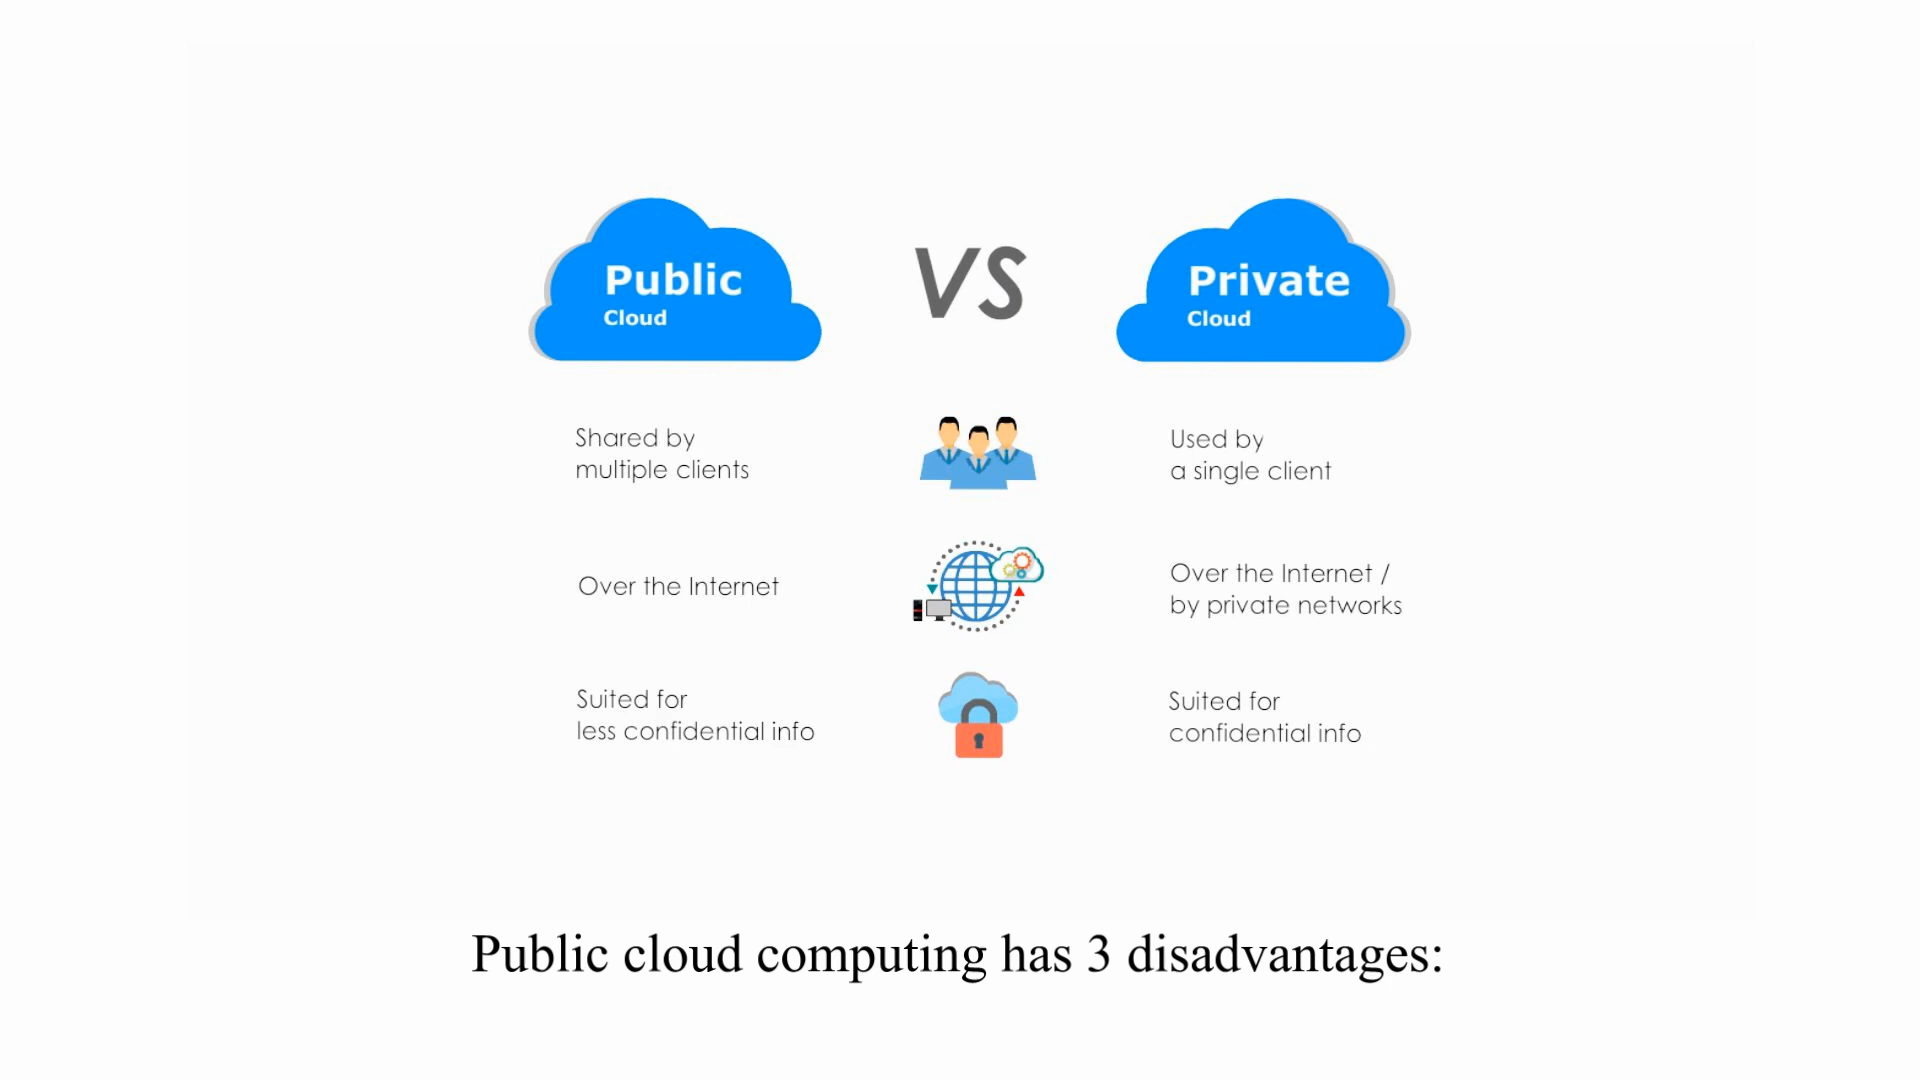 Public
Cloud
VS
Private
Cloud
Shared by
multiple clients
Used by
a single client
Over the Internet
Over the Internet /
by private networks
Suited for
less confidential info
Suited for
confidential info
Public cloud computing has 3 disadvantages: